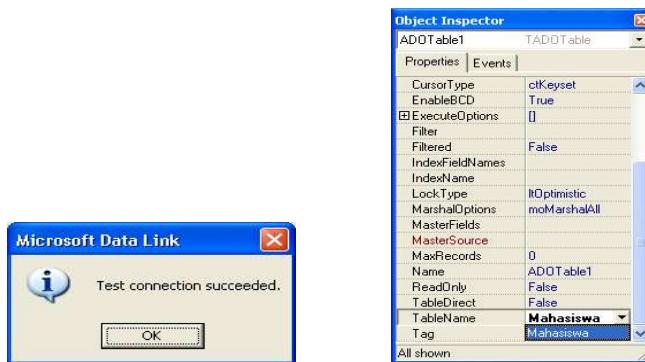 Microsoft Data Link
Test connection succeeded.
OK
Object Inspector
ADOTable1 TADOTable
Properties Events
CursorType ctKeyset
EnableBCD True
ExecuteOptions []
Filter
Filtered False
IndexFieldNames
IndexName
LockType ltOptimistic
MarshalOptions moMarshalAll
MasterFields
MasterSource
MaxRecords 0
Name ADOTable1
ReadOnly False
TableDirect False
TableName Mahasiswa
Tag Mahasiswa
All shown